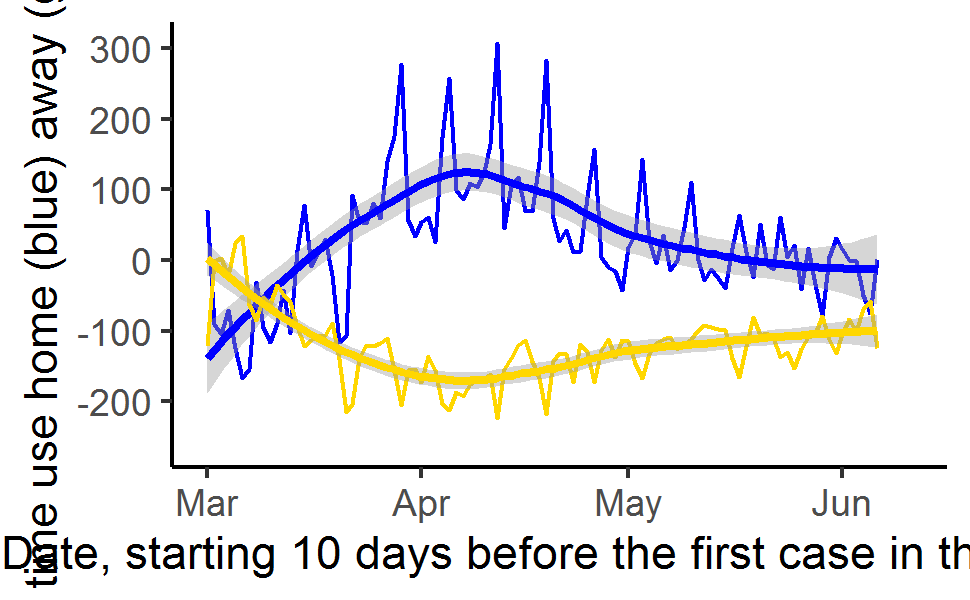 time use home (blue) away (
300
200
100
0
-100
-200
Mar Apr May Jun
Date, starting 10 days before the first case in th